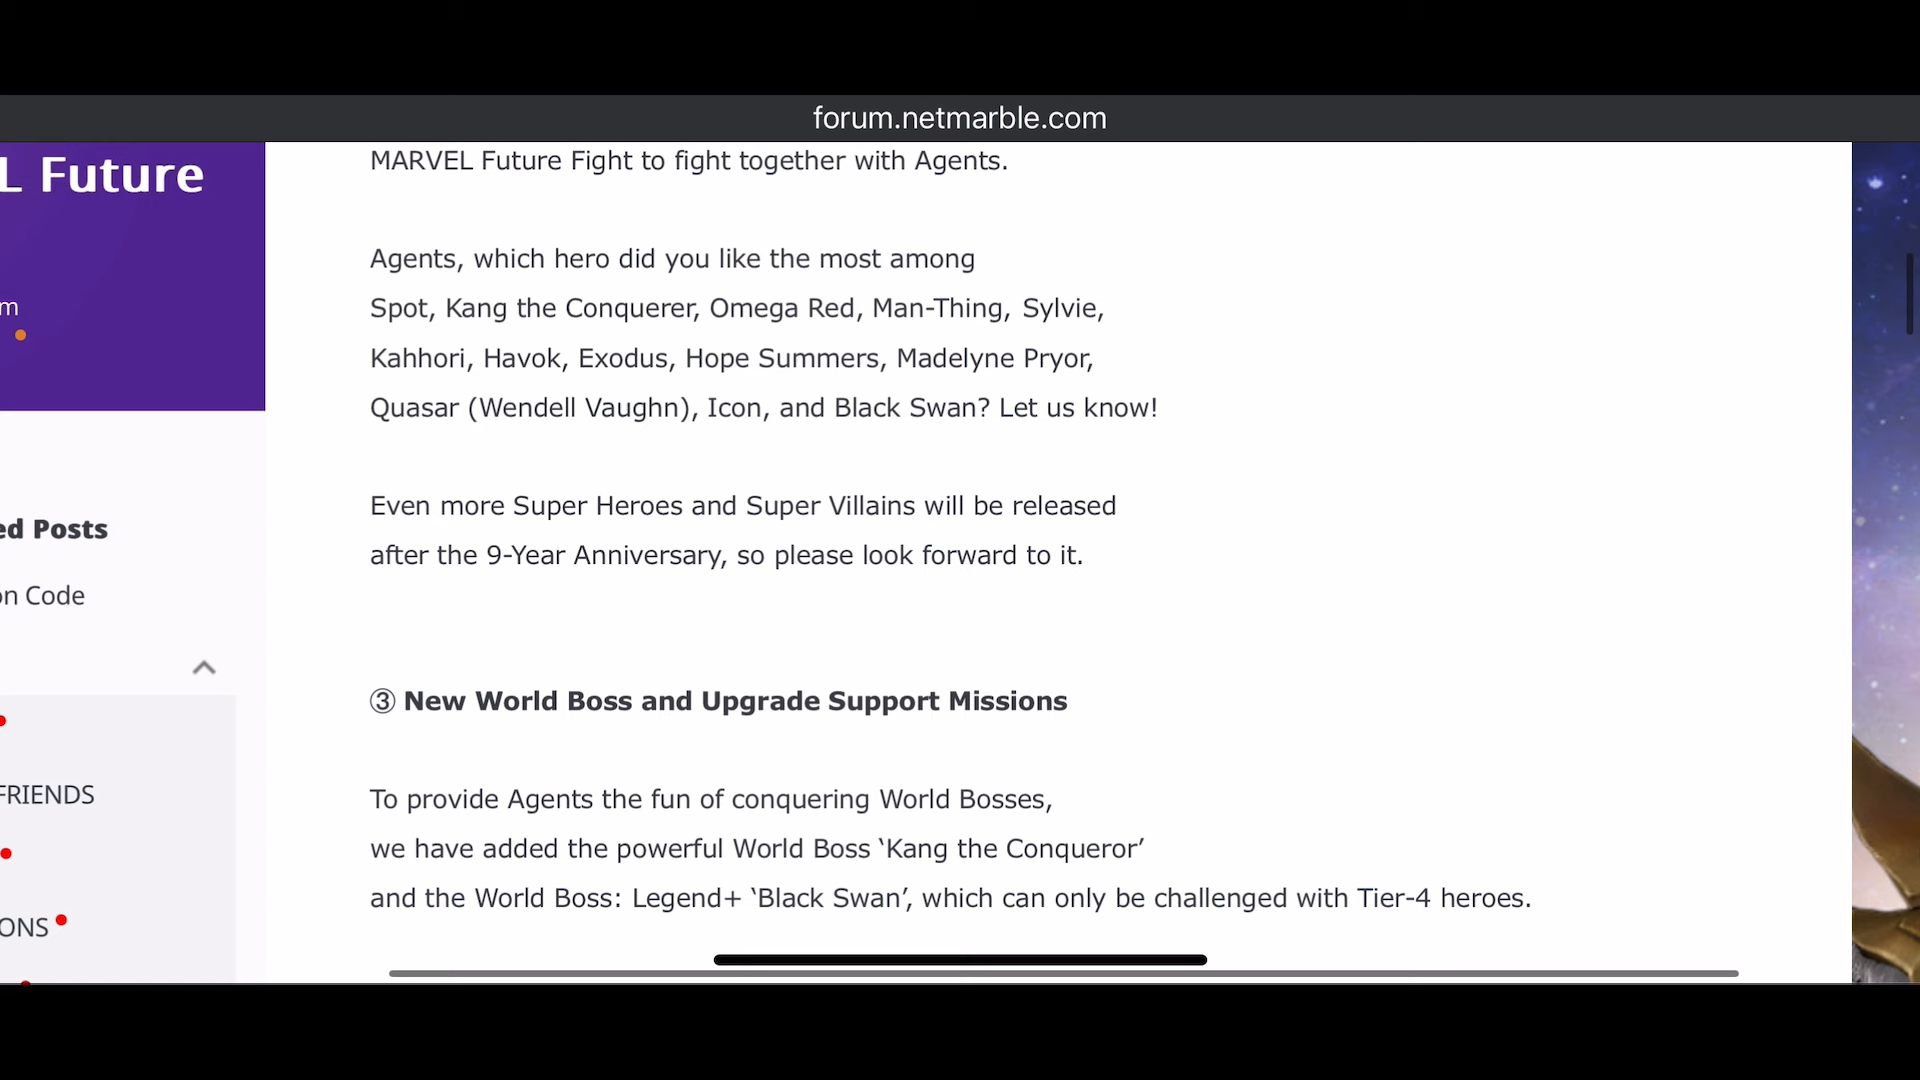 forum.netmarble.com
L Future
m
ed Posts
on Code
FRIENDS
ONS
MARVEL Future Fight to fight together with Agents.
Agents, which hero did you like the most among
Spot, Kang the Conquerer, Omega Red, Man-Thing, Sylvie,
Kahhori, Havok, Exodus, Hope Summers, Madelyne Pryor,
Quasar (Wendell Vaughn), Icon, and Black Swan? Let us know!
Even more Super Heroes and Super Villains will be released
after the 9-Year Anniversary, so please look forward to it.
③ New World Boss and Upgrade Support Missions
To provide Agents the fun of conquering World Bosses,
we have added the powerful World Boss ‘Kang the Conqueror’
and the World Boss: Legend+ ‘Black Swan’, which can only be challenged with Tier-4 heroes.